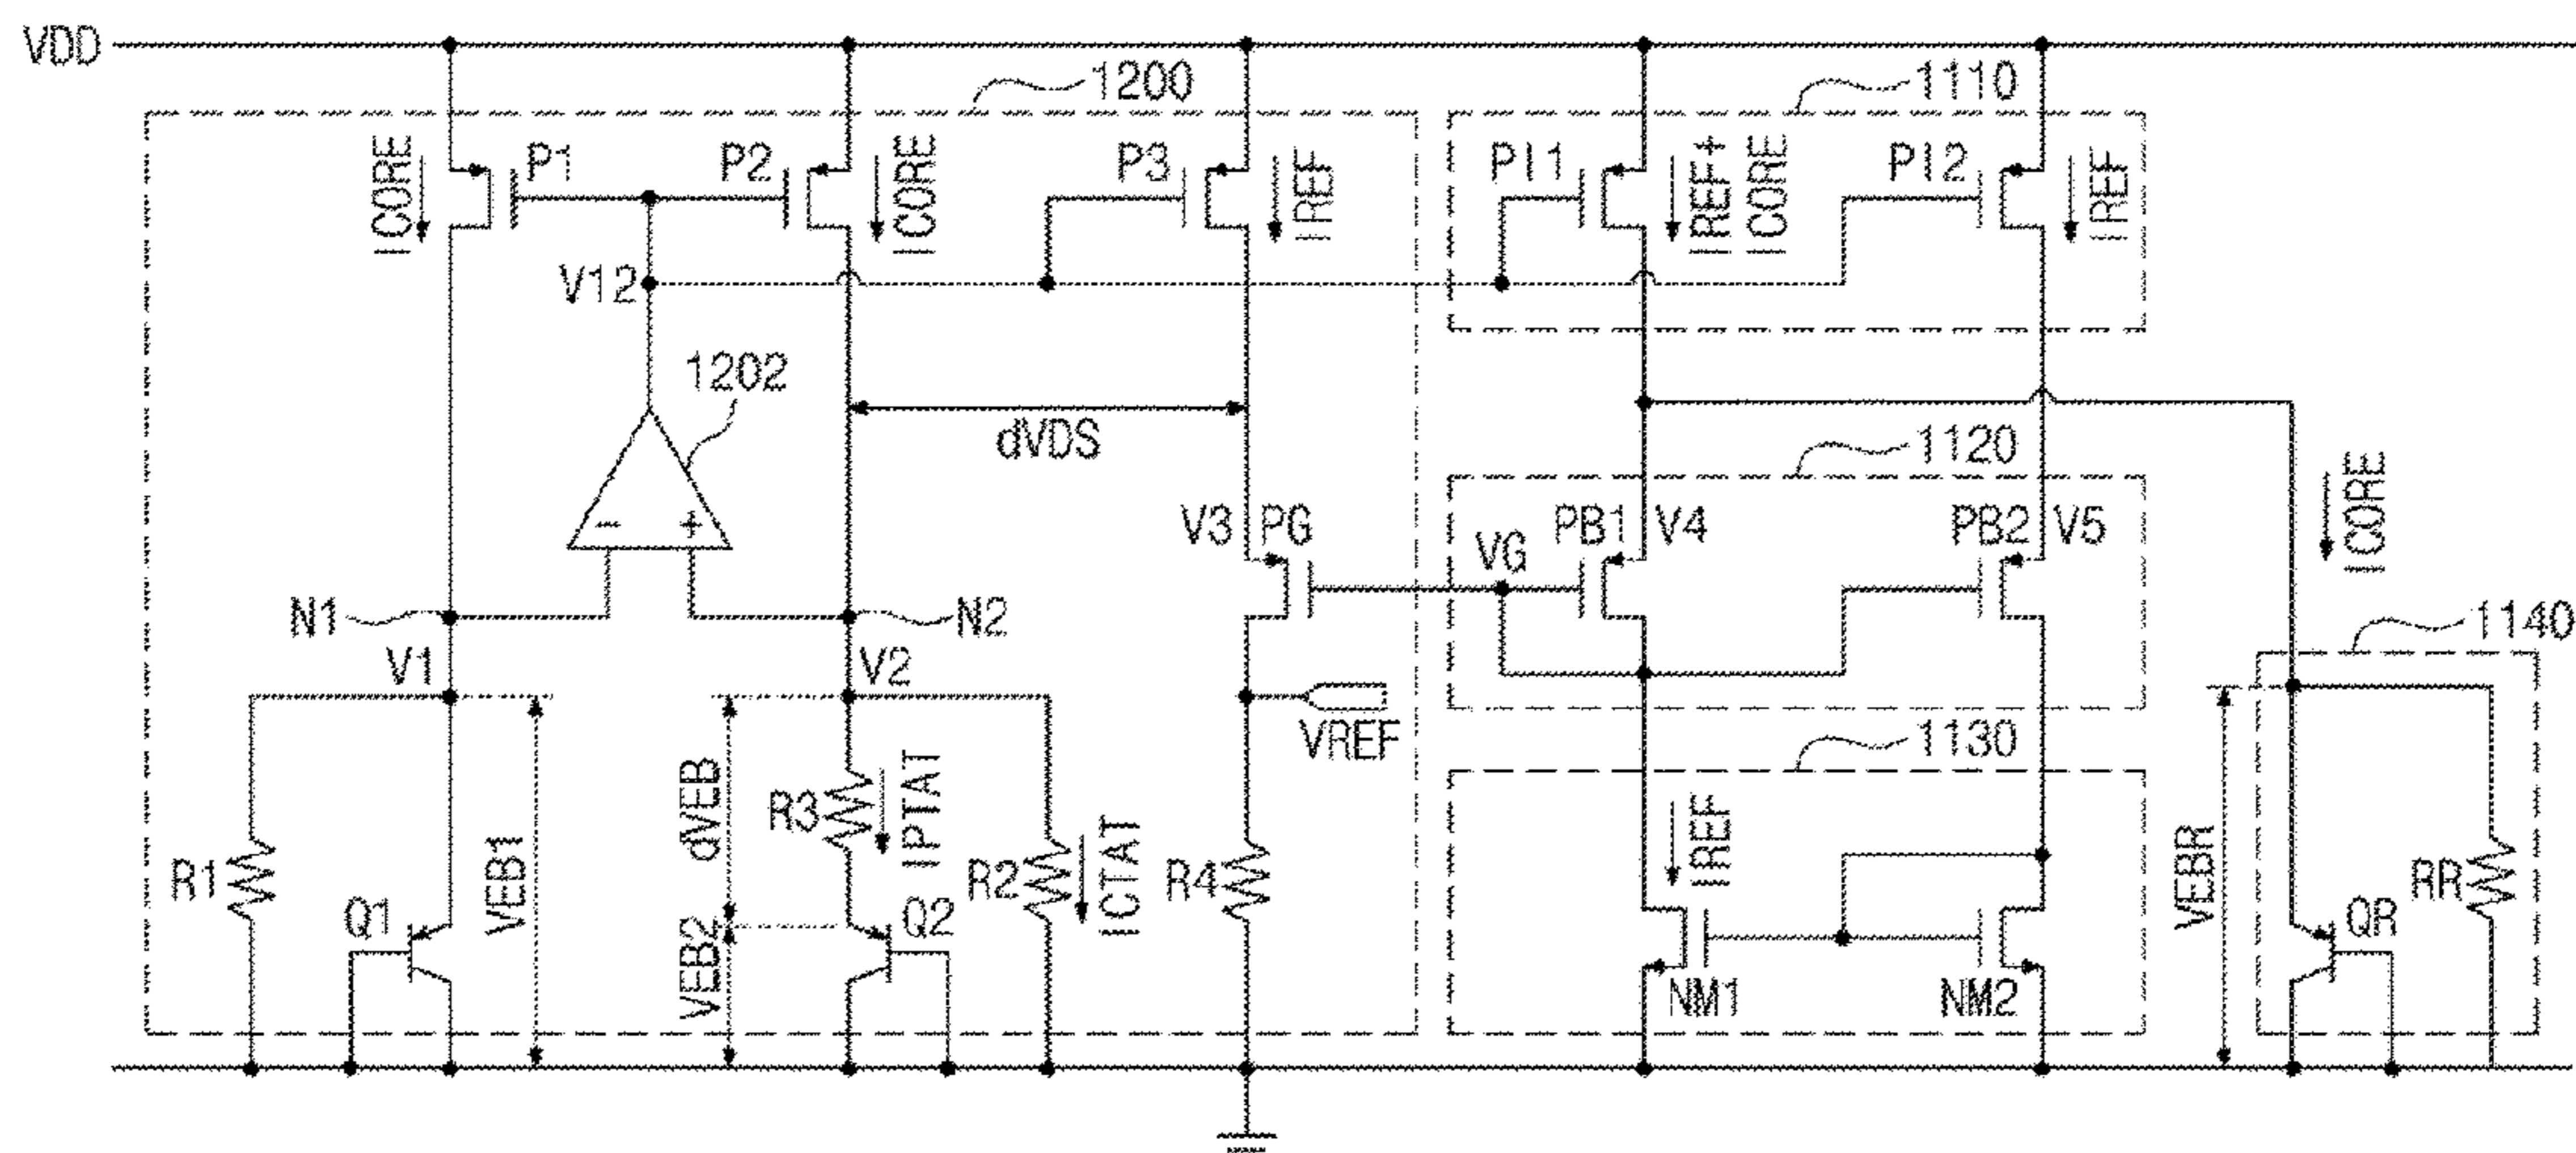 VDD
1200
1110
ICORE
P1
P2
ICORE
P3
IREF
PI1
IREF+
ICORE
PI2
IREF
V12
1202
dVDS
1120
V3
PG
VG
PB1
V4
PB2
V5
ICORE
N1
N2
1140
V1
V2
VREF
1130
R1
Q1
VEB1
dVEB
VEB2
R3
IPTAT
Q2
R2
ICTAT
R4
IREF
NM1
NM2
VEBR
QR
RR